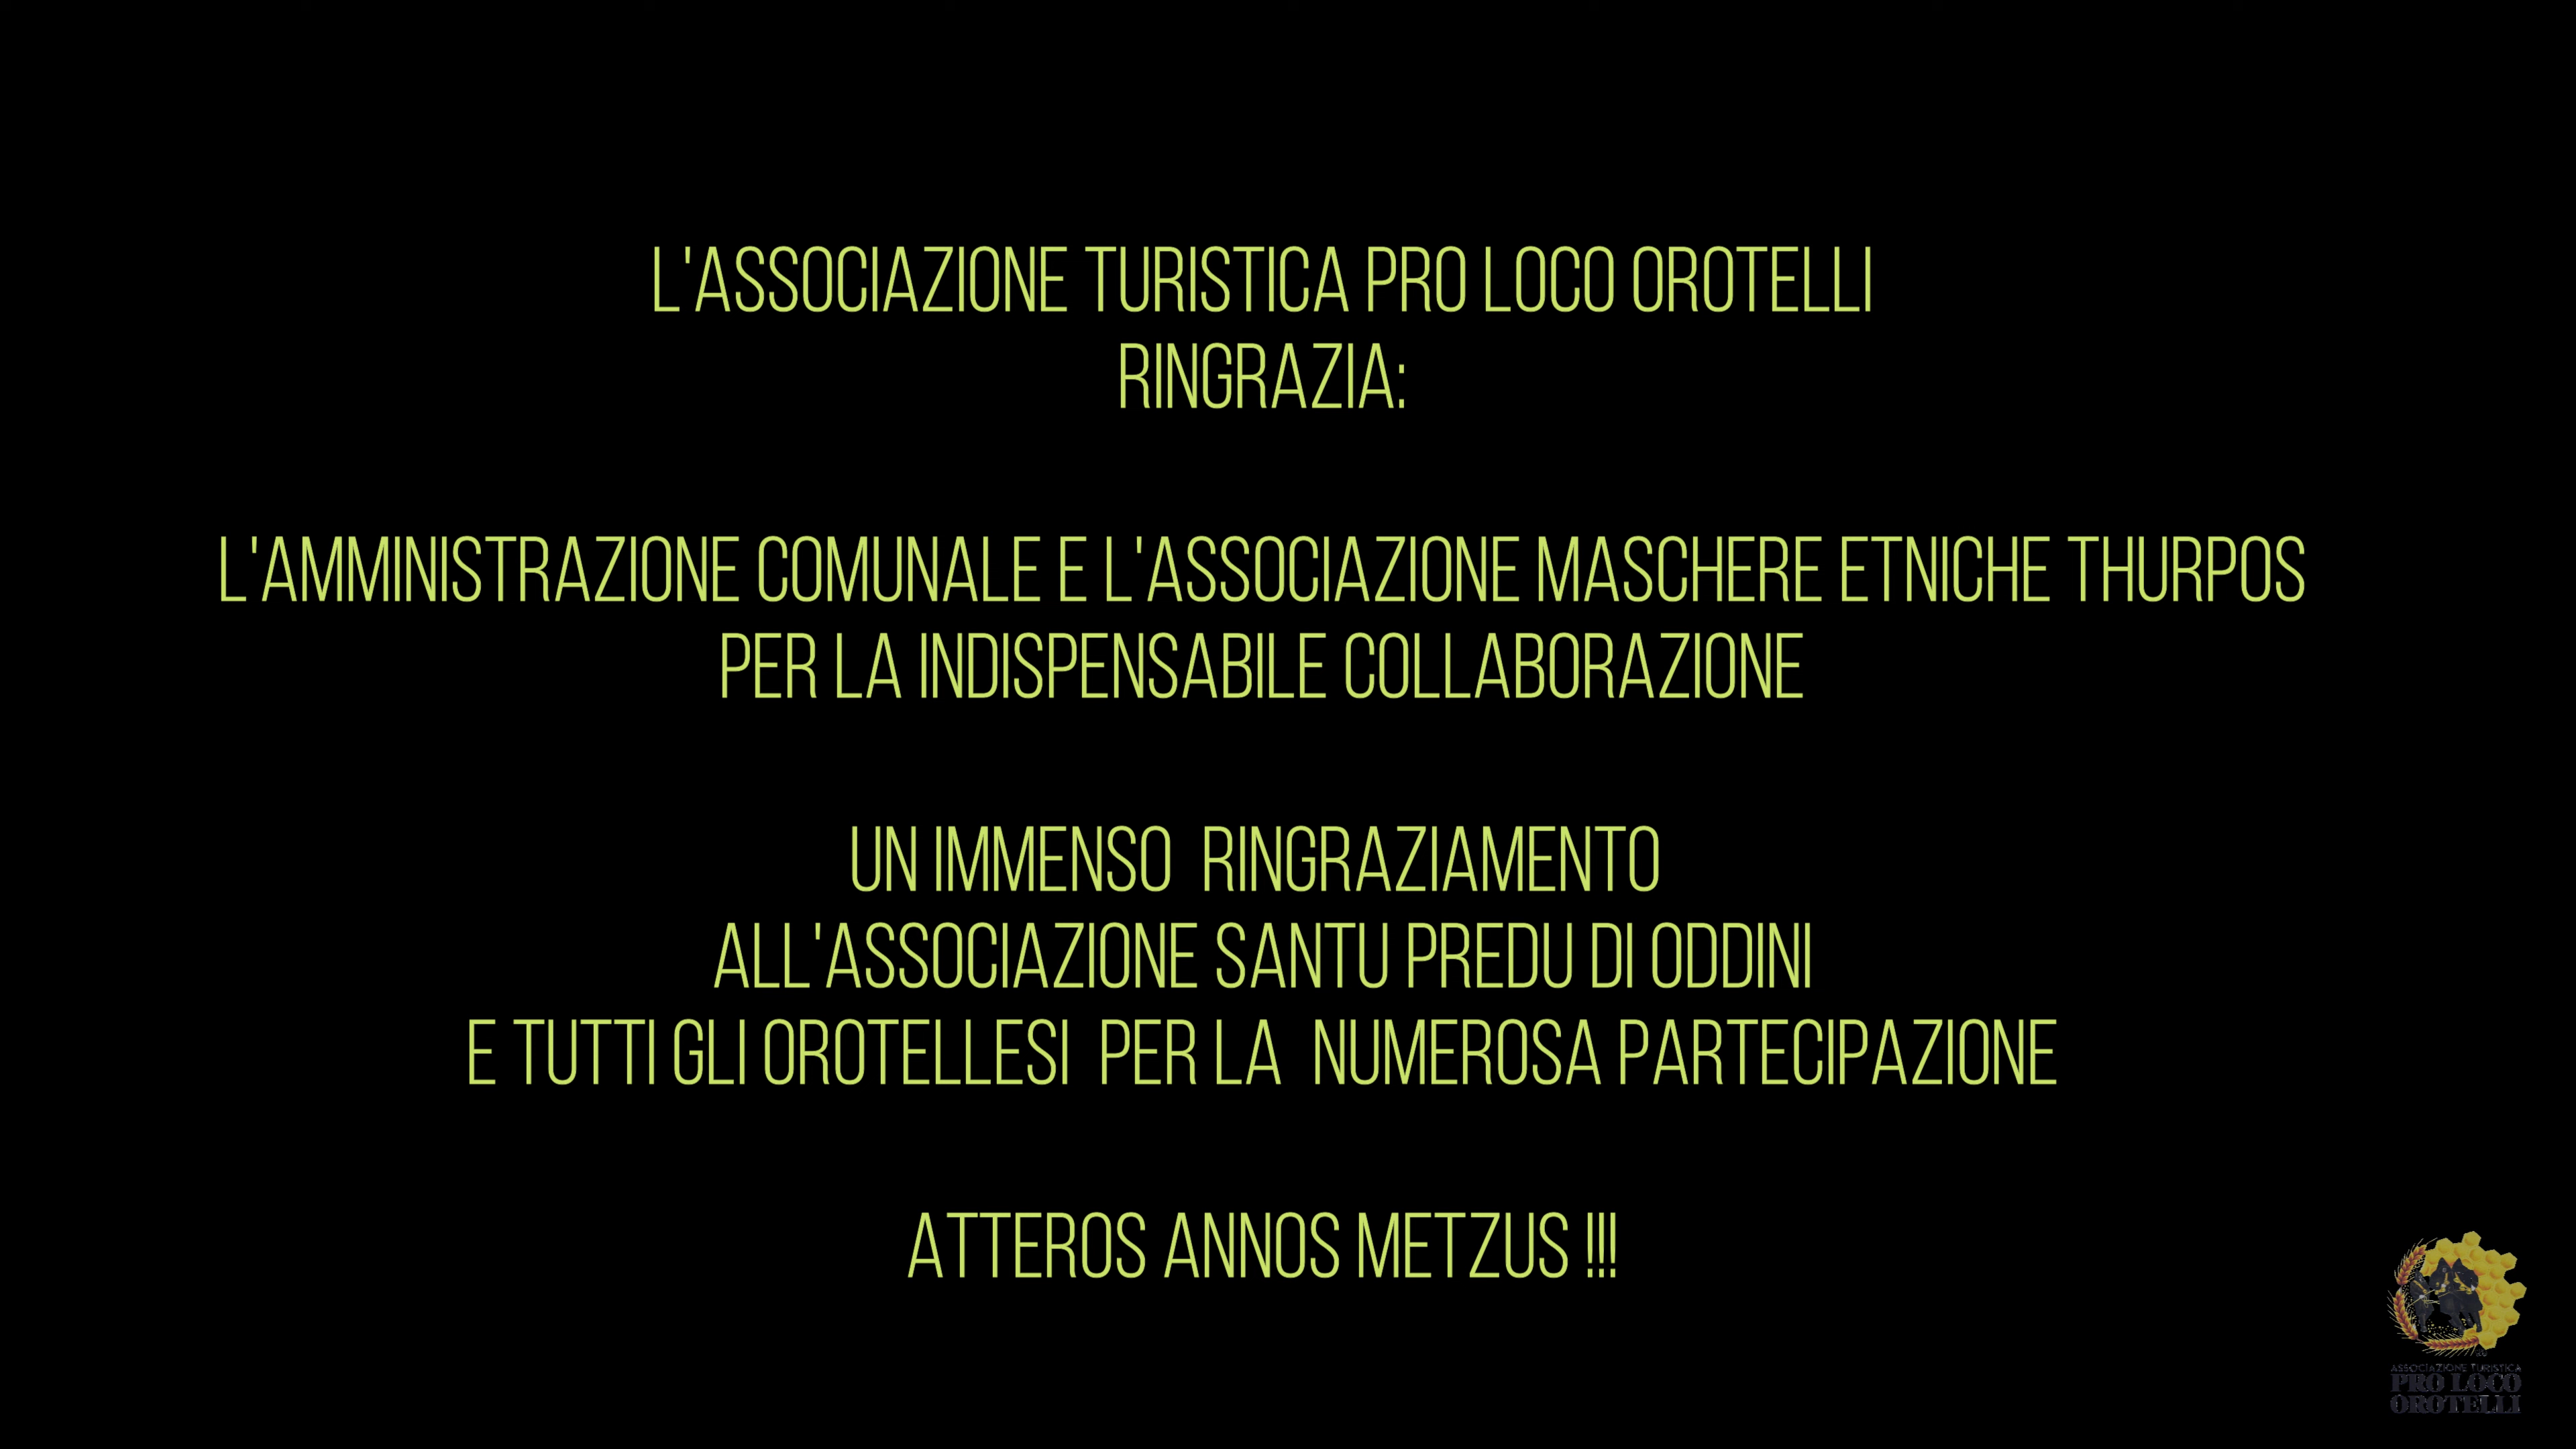 L'ASSOCIAZIONE TURISTICA PRO LOCO OROTELLI
RINGRAZIA:
L'AMMINISTRAZIONE COMUNALE E L'ASSOCIAZIONE MASCHERE ETNICHE THURPOS
PER LA INDISPENSABILE COLLABORAZIONE
UN IMMENSO RINGRAZIAMENTO
ALL'ASSOCIAZIONE SANTU PREDU DI ODDINI
E TUTTI GLI OROTELLESI PER LA NUMEROSA PARTECIPAZIONE
ATTEROS ANNOS METZUS !!!
ASSOCIAZIONE TURISTICA
PRO LOCO
OROTELLI